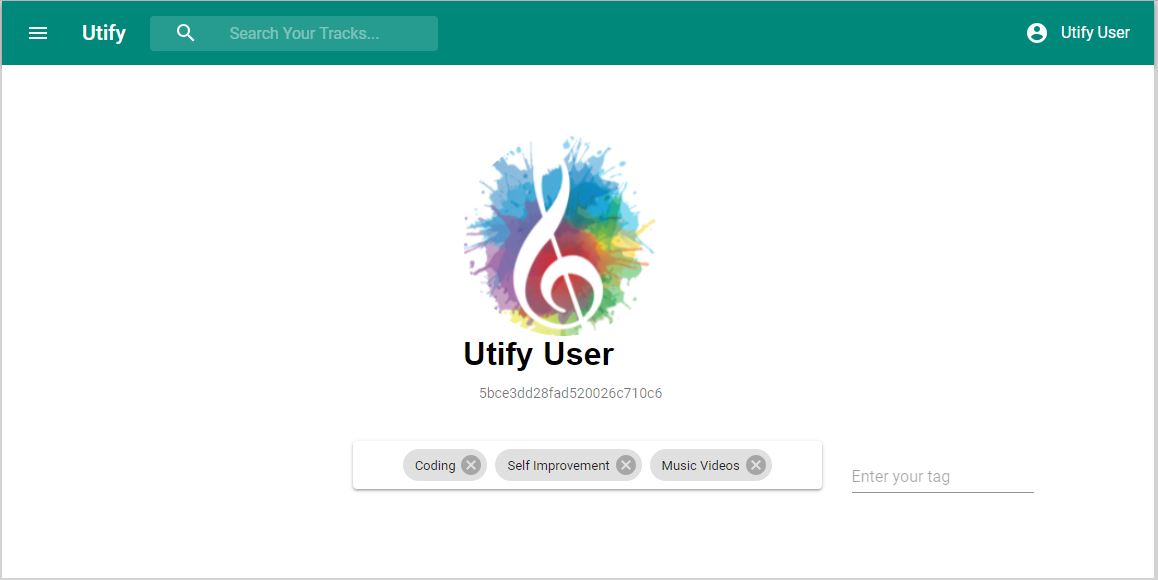 Utify
Search Your Tracks...
Utify User
Utify User
5bce3dd28fad520026c710c6
Coding
Self Improvement
Music Videos
Enter your tag